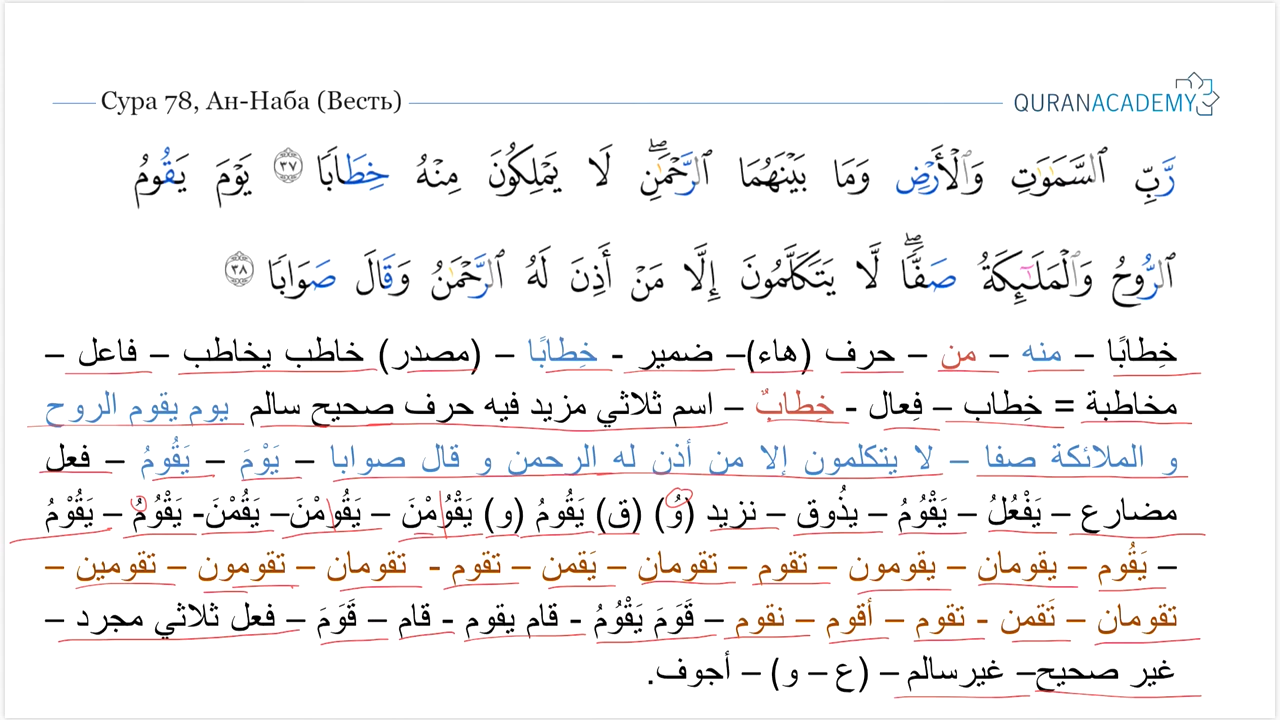 Сура 78, Ан-Наба (Весть)
QURANACADEMY
رَّبِّ ٱلسَّمَـٰوَٰتِ وَٱلْأَرْضِ وَمَا بَيْنَهُمَا ٱلرَّحْمَـٰنِ ۖ لَا يَمْلِكُونَ مِنْهُ خِطَابًا ٣٧ يَوْمَ يَقُومُ
ٱلرُّوحُ وَٱلْمَلَـٰٓئِكَةُ صَفًّا ۖ لَّا يَتَكَلَّمُونَ إِلَّا مَنْ أَذِنَ لَهُ ٱلرَّحْمَـٰنُ وَقَالَ صَوَابًا ٣٨
خِطابًا – منه – من – حرف (هاء)– ضمير - خِطابًا – (مصدر) خاطب يخاطب – فاعل –
مخاطبة = خِطاب – فِعال - خطابٌ – اسم ثلاثي مزيد فيه حرف صحيح سالم يوم يقوم الروح
و الملائكة صفا – لا يتكلمون إلا من أذن له الرحمن و قال صوابا – يَوْمَ – يَقُومُ – فعل
مضارع – يَفْعُلُ – يَقْوُمُ – يذُوق – نزيد (وُ) (ق) يَقُومُ (و) يَقْوُمْنَ – يَقُومْنَ– يَقُمْنَ- يَقْوُمُ – يَقُوْمُ
– يَقُوم – يقومان – يقومون – تقوم – تقومان – يَقمن – تقوم - تقومان – تقومون – تقومين –
تقومان – تَقمن - تقوم – أقوم – نقوم – قَوَمَ يَقْوُمُ - قام يقوم - قام – قَوَمَ – فعل ثلاثي مجرد –
غير صحيح– غيرسالم – (ع – و) – أجوف.